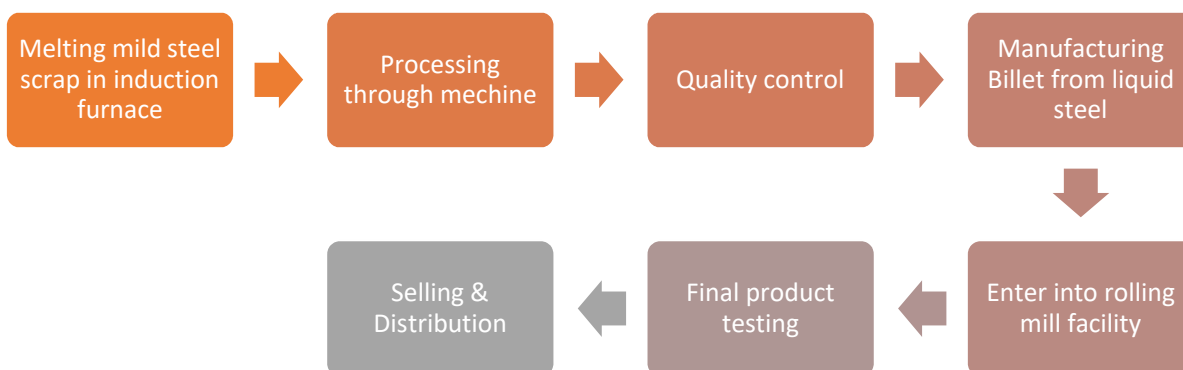 Melting mild steel
scrap in induction
furnace
Processing
through mechine
Quality control
Manufacturing
Billet from liquid
steel
Enter into rolling
mill facility
Final product
testing
Selling &
Distribution